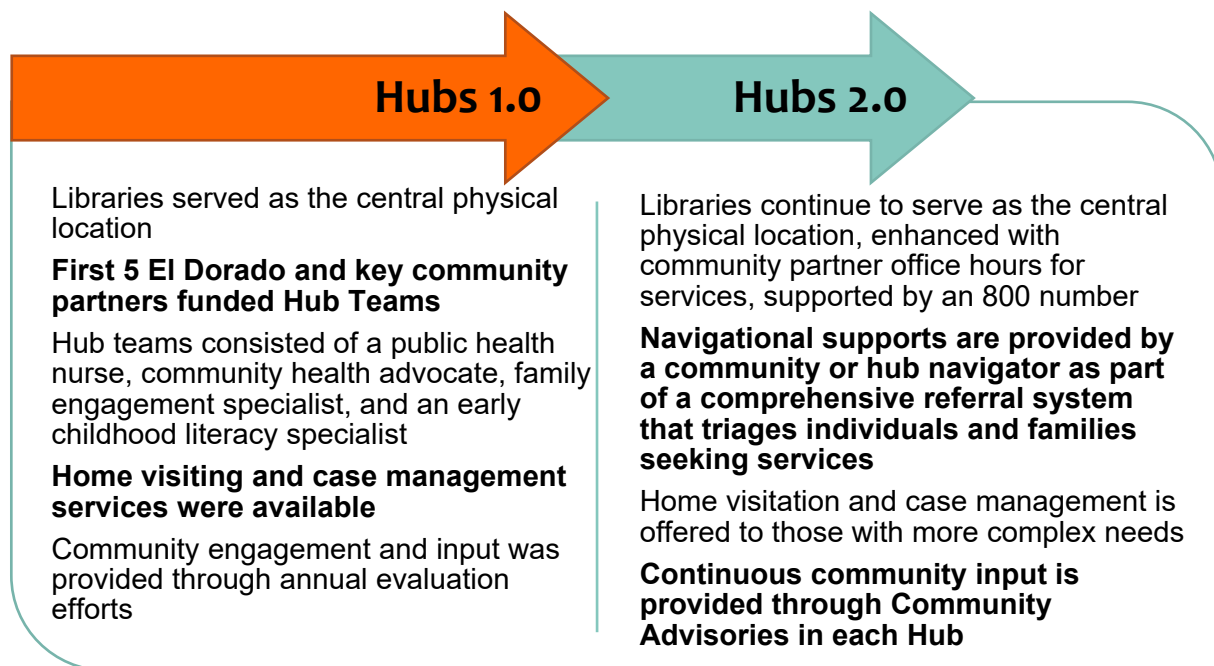 Hubs 1.0
Hubs 2.0
Libraries served as the central physical
location
First 5 El Dorado and key community
partners funded Hub Teams
Hub teams consisted of a public health
nurse, community health advocate, family
engagement specialist, and an early
childhood literacy specialist
Home visiting and case management
services were available
Community engagement and input was
provided through annual evaluation
efforts
Libraries continue to serve as the central
physical location, enhanced with
community partner office hours for
services, supported by an 800 number
Navigational supports are provided by
a community or hub navigator as part
of a comprehensive referral system
that triages individuals and families
seeking services
Home visitation and case management is
offered to those with more complex needs
Continuous community input is
provided through Community
Advisories in each Hub